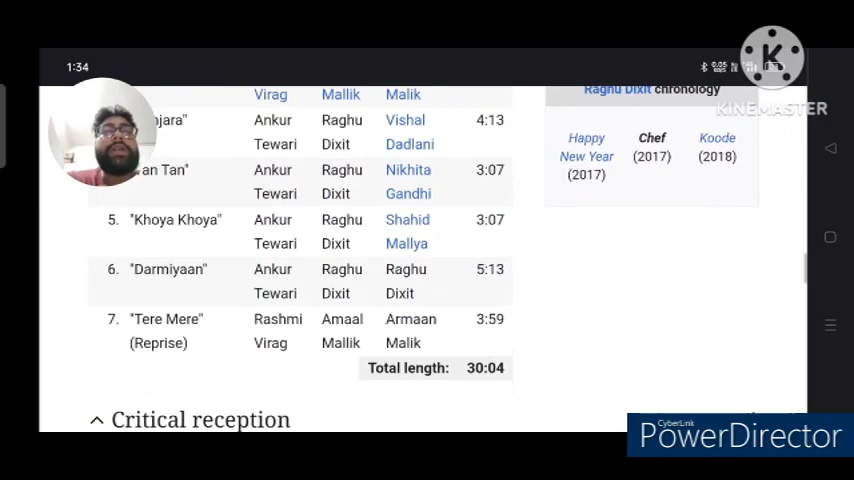 1:34
KINEMASTER
Virag Mallik Malik
Raghu Dixit chronology
Ankur Raghu Vishal 4:13
Tewari Dixit Dadlani
Happy New Year (2017)
Chef (2017)
Koode (2018)
Tan" Ankur Raghu Nikhita 3:07
Tewari Dixit Gandhi
5. "Khoya Khoya" Ankur Raghu Shahid 3:07
Tewari Dixit Mallya
6. "Darmiyaan" Ankur Raghu Raghu 5:13
Tewari Dixit Dixit
7. "Tere Mere" Rashmi Amaal Armaan 3:59
(Reprise) Virag Mallik Malik
Total length: 30:04
Critical reception
CyberLink
PowerDirector